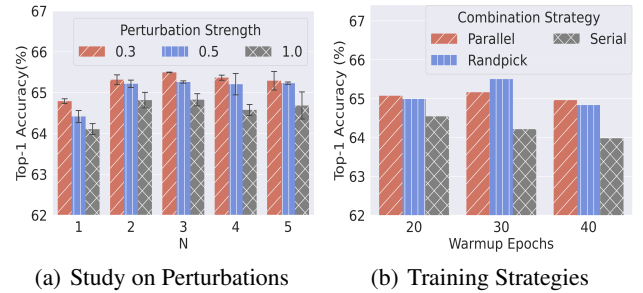 Perturbation Strength
0.3 0.5 1.0
Top-1 Accuracy(%)
67
66
65
64
63
62
1 2 3 4 5
N
(a) Study on Perturbations
Combination Strategy
Parallel Serial
Randpick
Top-1 Accuracy(%)
67
66
65
64
63
62
20 30 40
Warmup Epochs
(b) Training Strategies